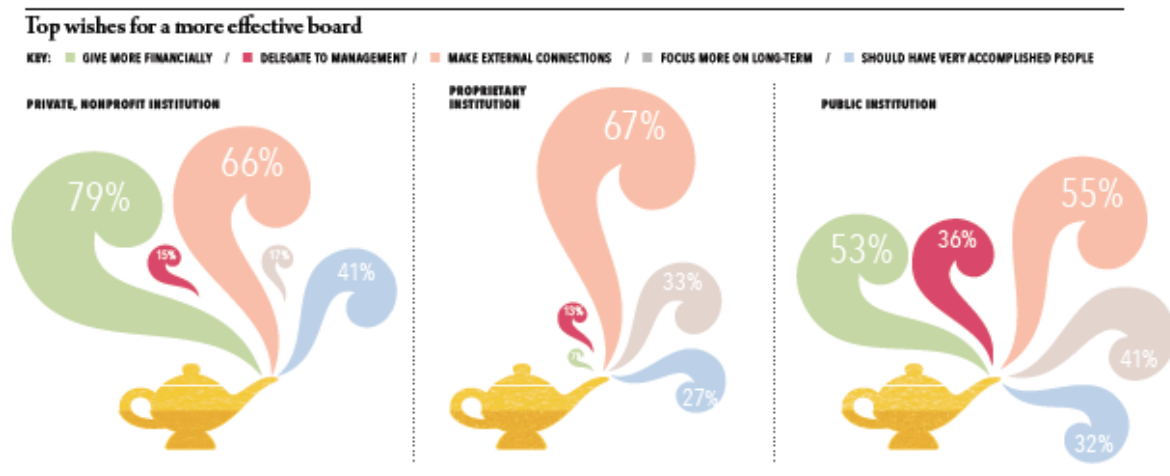 Top wishes for a more effective board
KEY: GIVE MORE FINANCIALLY / DELEGATE TO MANAGEMENT / MAKE EXTERNAL CONNECTIONS / FOCUS MORE ON LONG-TERM / SHOULD HAVE VERY ACCOMPLISHED PEOPLE
PRIVATE, NONPROFIT INSTITUTION
79%
15%
66%
17%
41%
PROPRIETARY
INSTITUTION
13%
67%
33%
27%
PUBLIC INSTITUTION
53%
36%
55%
41%
32%